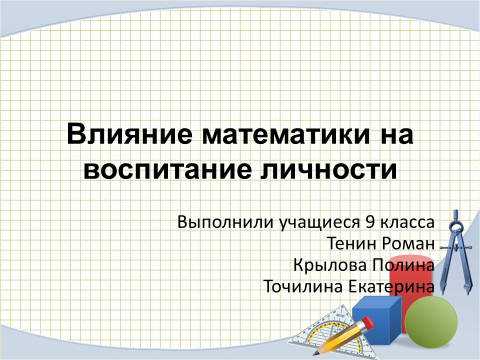 Влияние математики на
воспитание личности
Выполнили учащиеся 9 класса
Тенин Роман
Крылова Полина
Точилина Екатерина